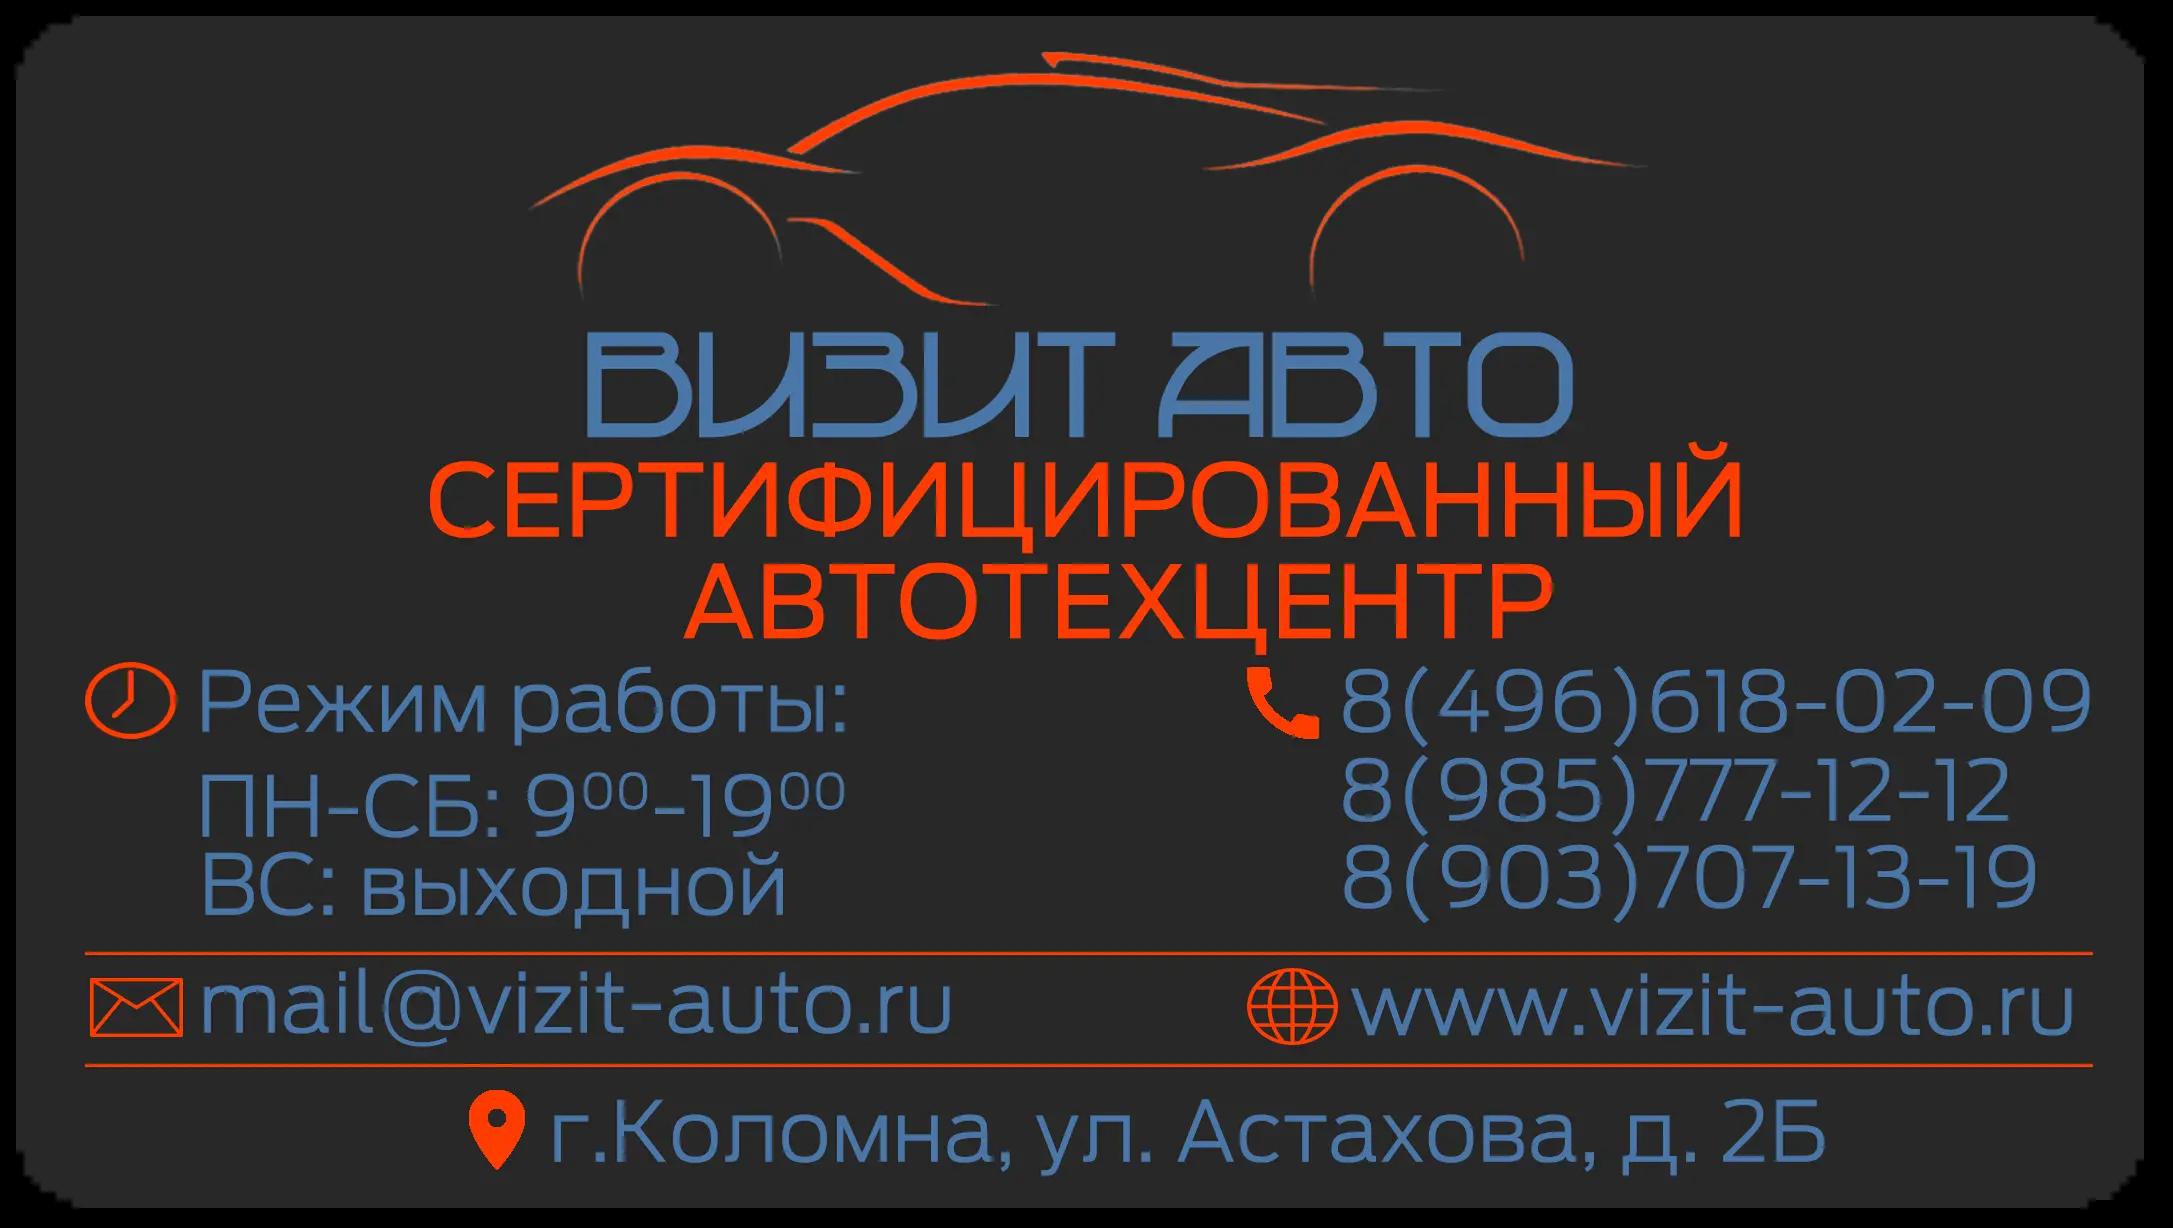 ВИЗИТ АВТО
СЕРТИФИЦИРОВАННЫЙ
АВТОТЕХЦЕНТР
Режим работы:
ПН-СБ: 9⁰⁰-19⁰⁰
ВС: выходной
8(496)618-02-09
8(985)777-12-12
8(903)707-13-19
mail@vizit-auto.ru
www.vizit-auto.ru
г.Коломна, ул. Астахова, д. 2Б